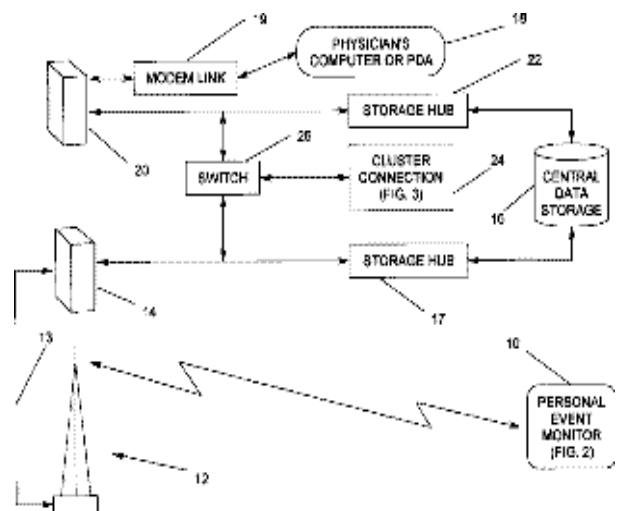 19
18
PHYSICIAN'S
COMPUTER OR PDA
MODEM LINK
22
STORAGE HUB
20
26
CLUSTER
CONNECTION
(FIG. 3)
24
SWITCH
CENTRAL
DATA
STORAGE
16
STORAGE HUB
14
17
13
10
PERSONAL
EVENT
MONITOR
(FIG. 2)
12